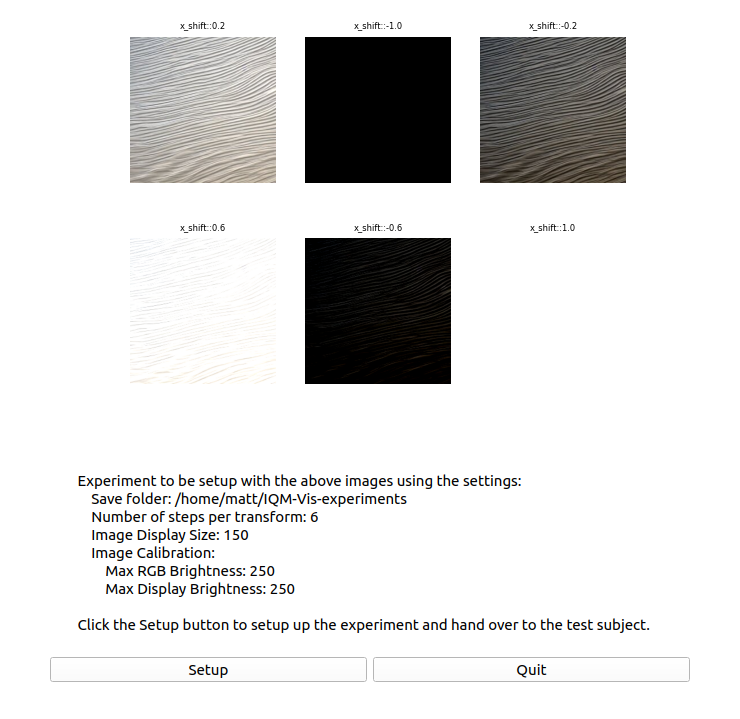 x_shift::0.2
x_shift::-1.0
x_shift::-0.2
x_shift::0.6
x_shift::-0.6
x_shift::1.0
Experiment to be setup with the above images using the settings:
Save folder: /home/matt/IQM-Vis-experiments
Number of steps per transform: 6
Image Display Size: 150
Image Calibration:
Max RGB Brightness: 250
Max Display Brightness: 250
Click the Setup button to setup up the experiment and hand over to the test subject.
Setup
Quit